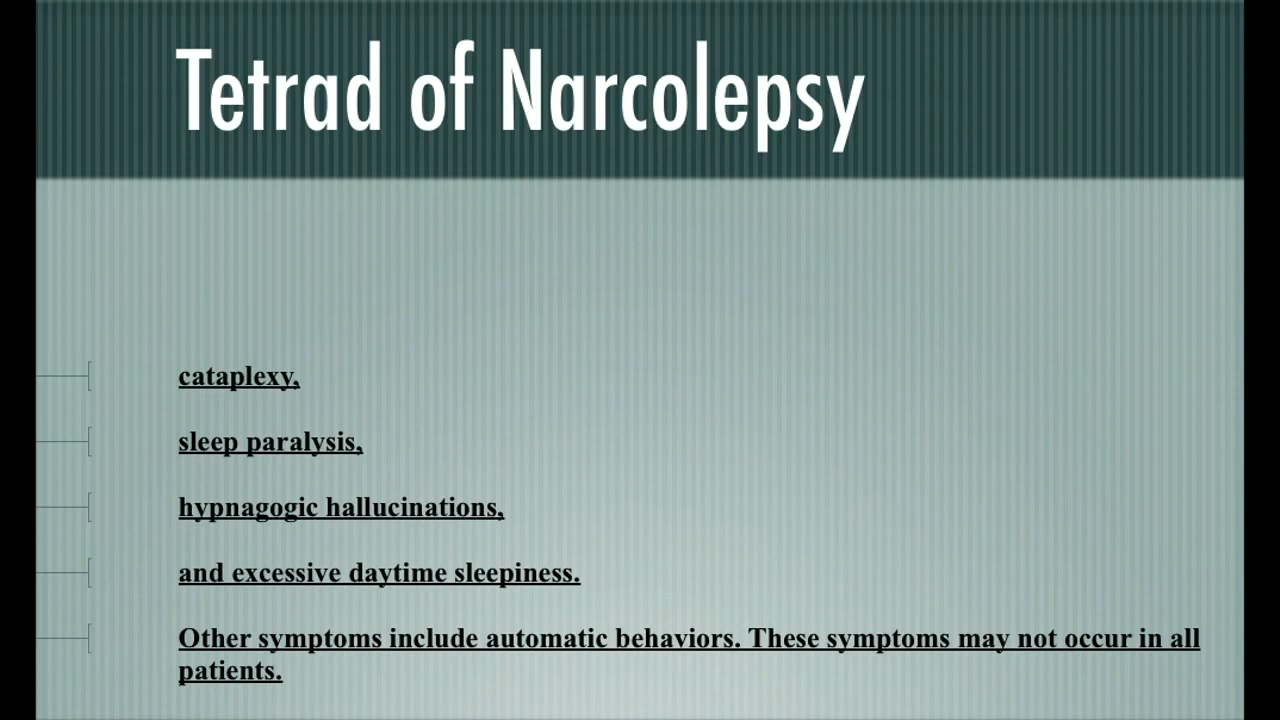 Tetrad of Narcolepsy
cataplexy,
sleep paralysis,
hypnagogic hallucinations,
and excessive daytime sleepiness.
Other symptoms include automatic behaviors. These symptoms may not occur in all
patients.